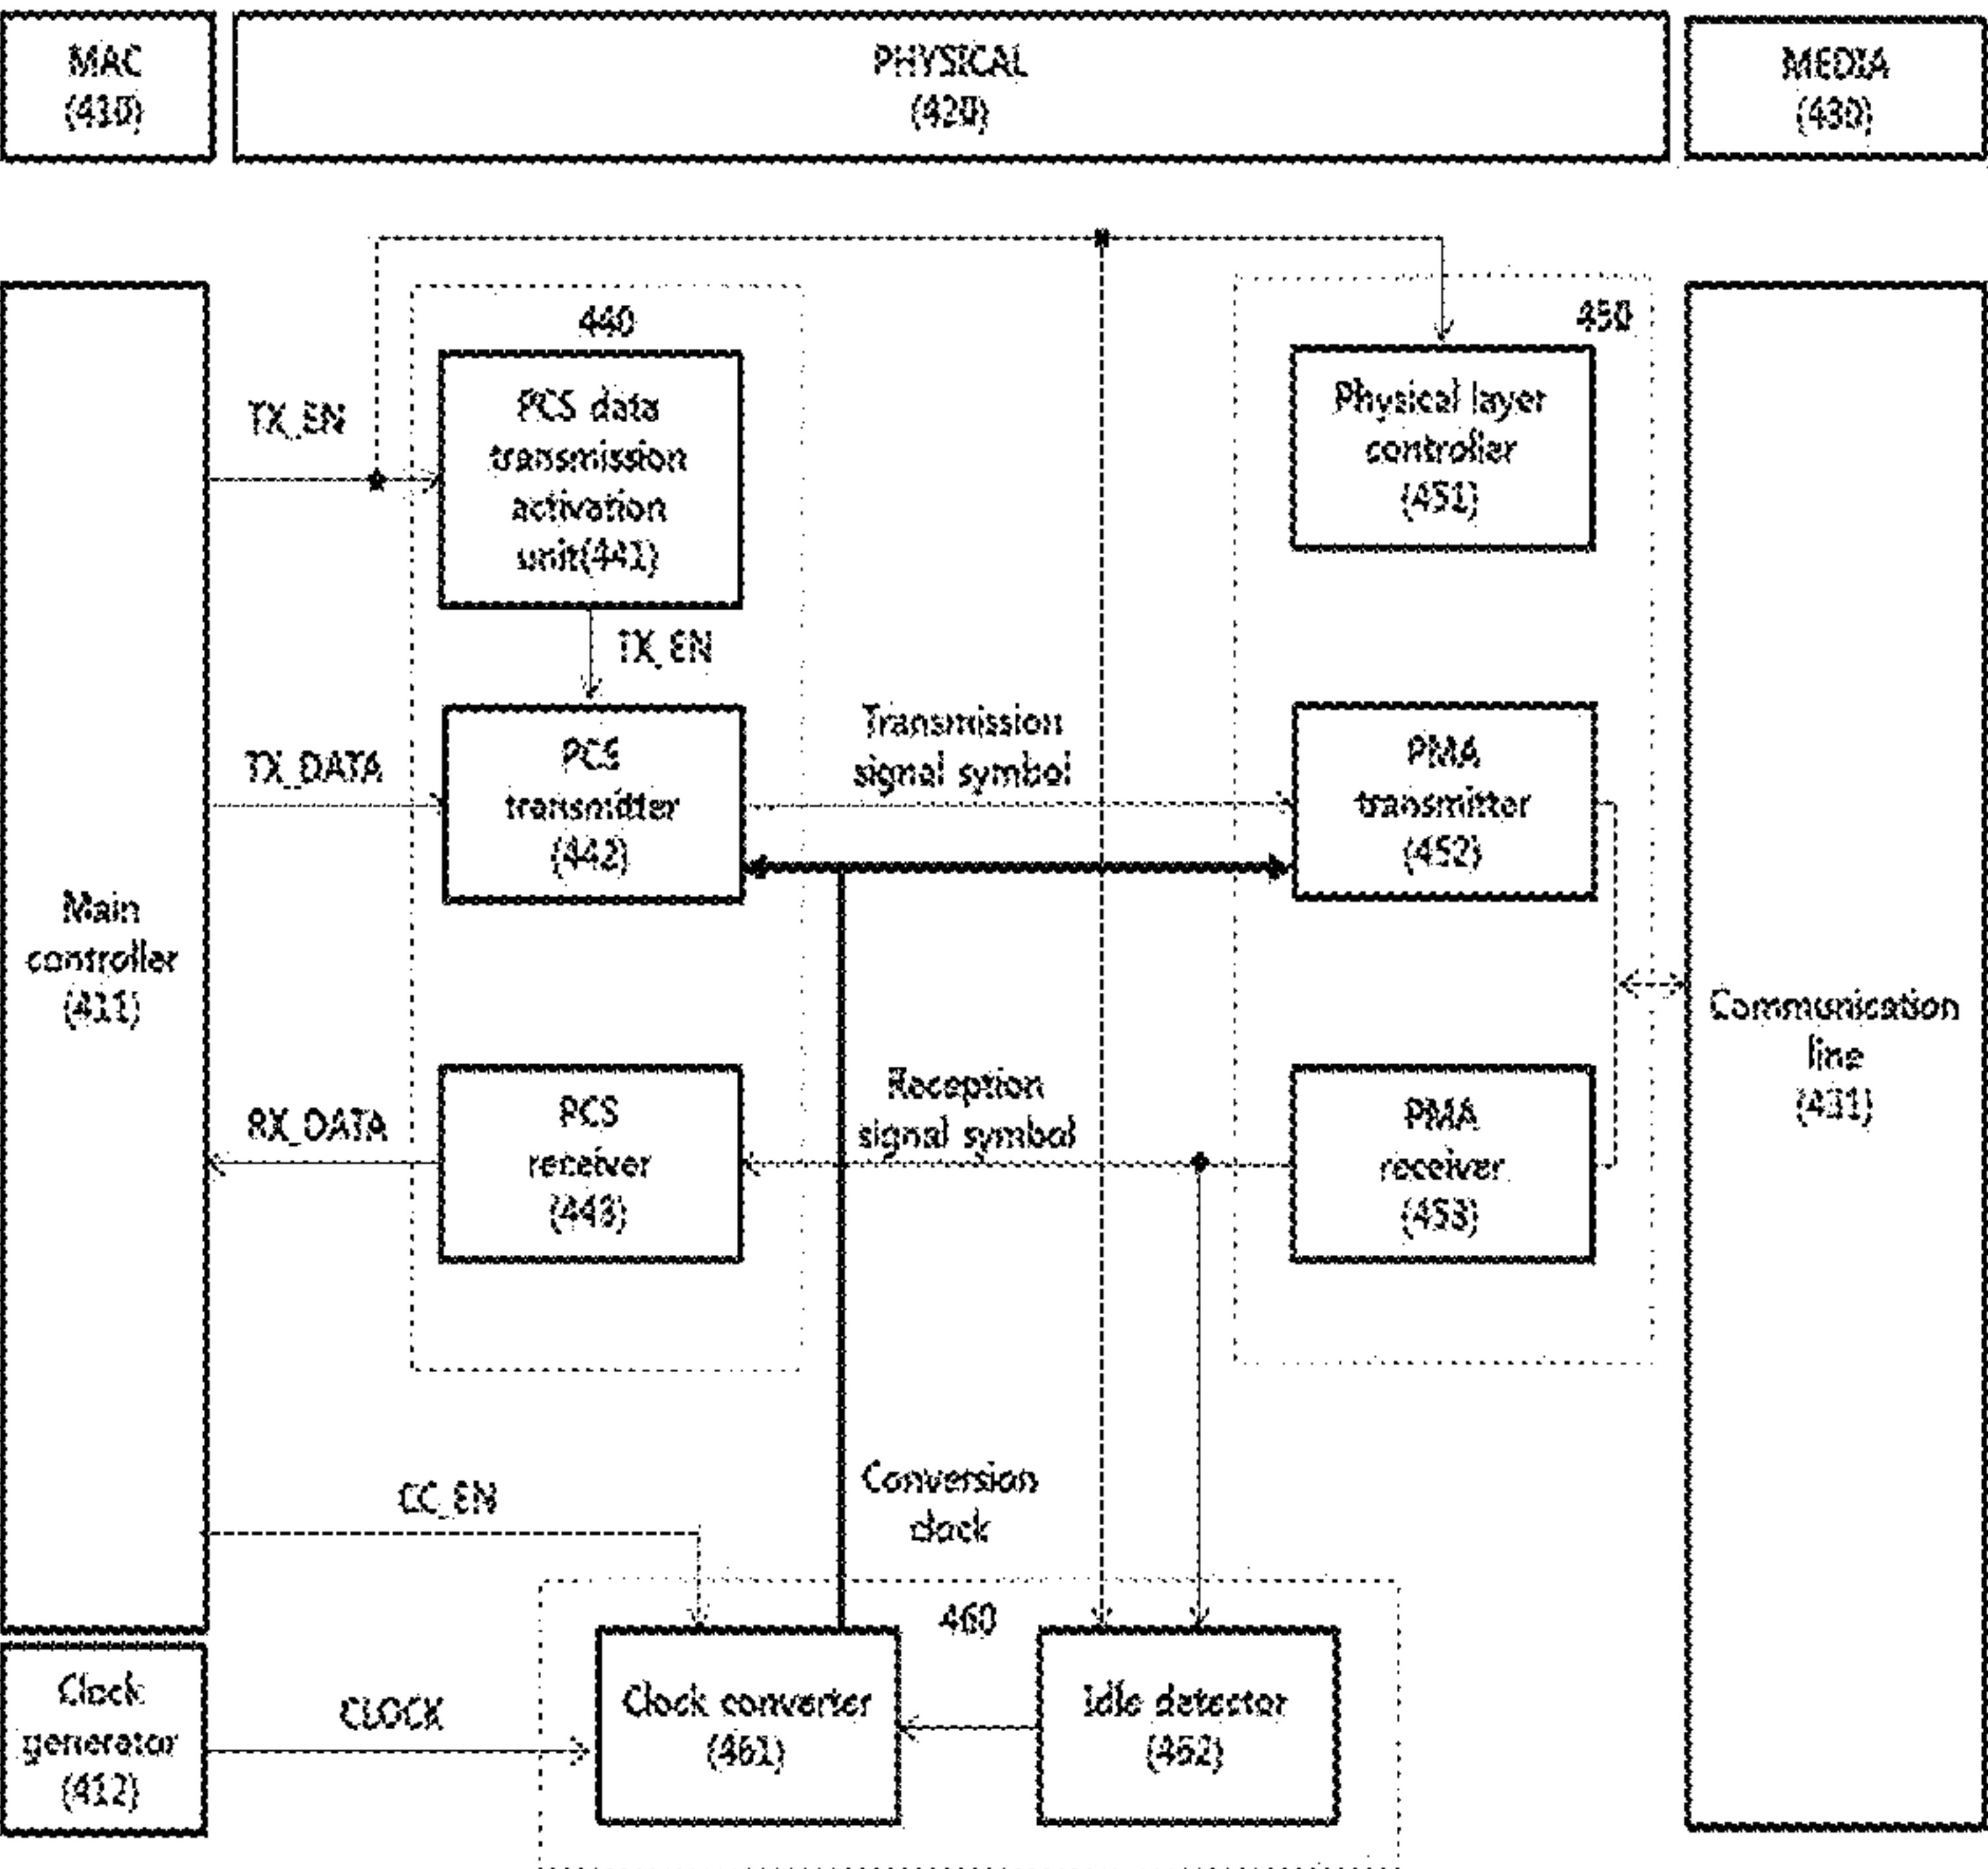 MAC
(410)
PHYSICAL
(420)
MEDIA
(430)
440
450
PCS data
transmission
activation
unit(441)
Physical layer
controller
(451)
TX_EN
TX_EN
Transmission
signal symbol
TX_DATA
PCS
transmitter
(442)
PMA
transmitter
(452)
Main
controller
(411)
Communication
line
(431)
Reception
signal symbol
RX_DATA
PCS
receiver
(443)
PMA
receiver
(453)
CC_EN
Conversion
clock
460
Clock
generator
(412)
CLOCK
Clock converter
(461)
Idle detector
(462)